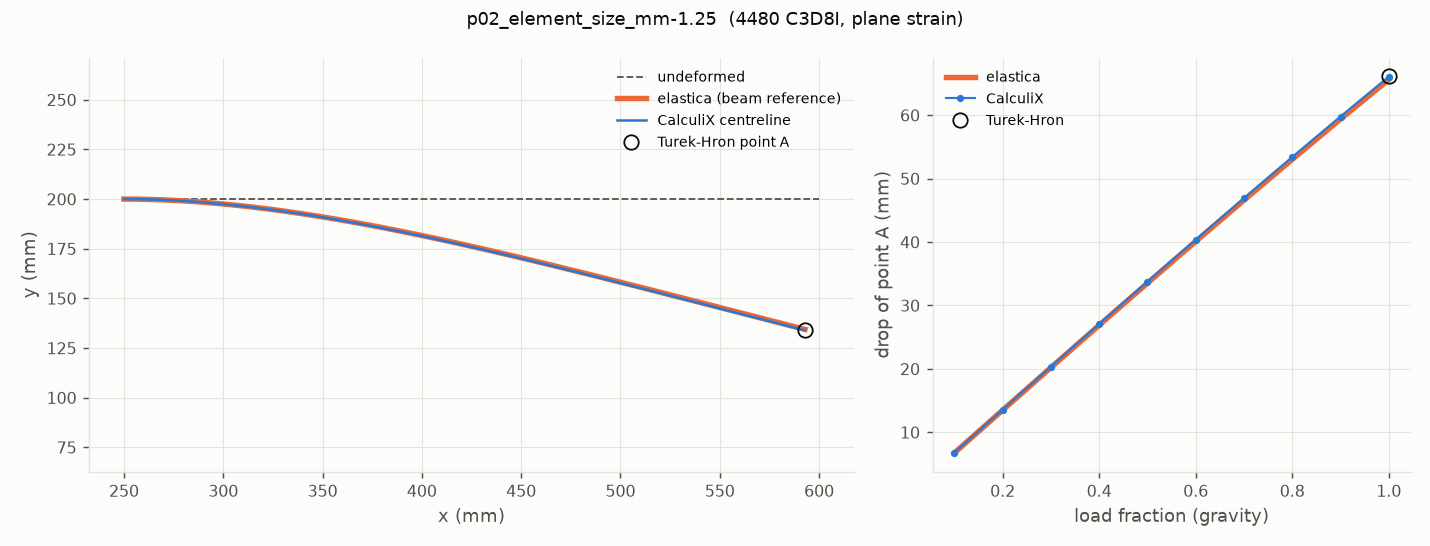 p02_element_size_mm-1.25  (4480 C3D8I, plane strain)
undeformed
elastica (beam reference)
CalculiX centreline
Turek-Hron point A
y (mm)
250
225
200
175
150
125
100
75
250 300 350 400 450 500 550 600
x (mm)
elastica
CalculiX
Turek-Hron
drop of point A (mm)
60
50
40
30
20
10
0.2 0.4 0.6 0.8 1.0
load fraction (gravity)